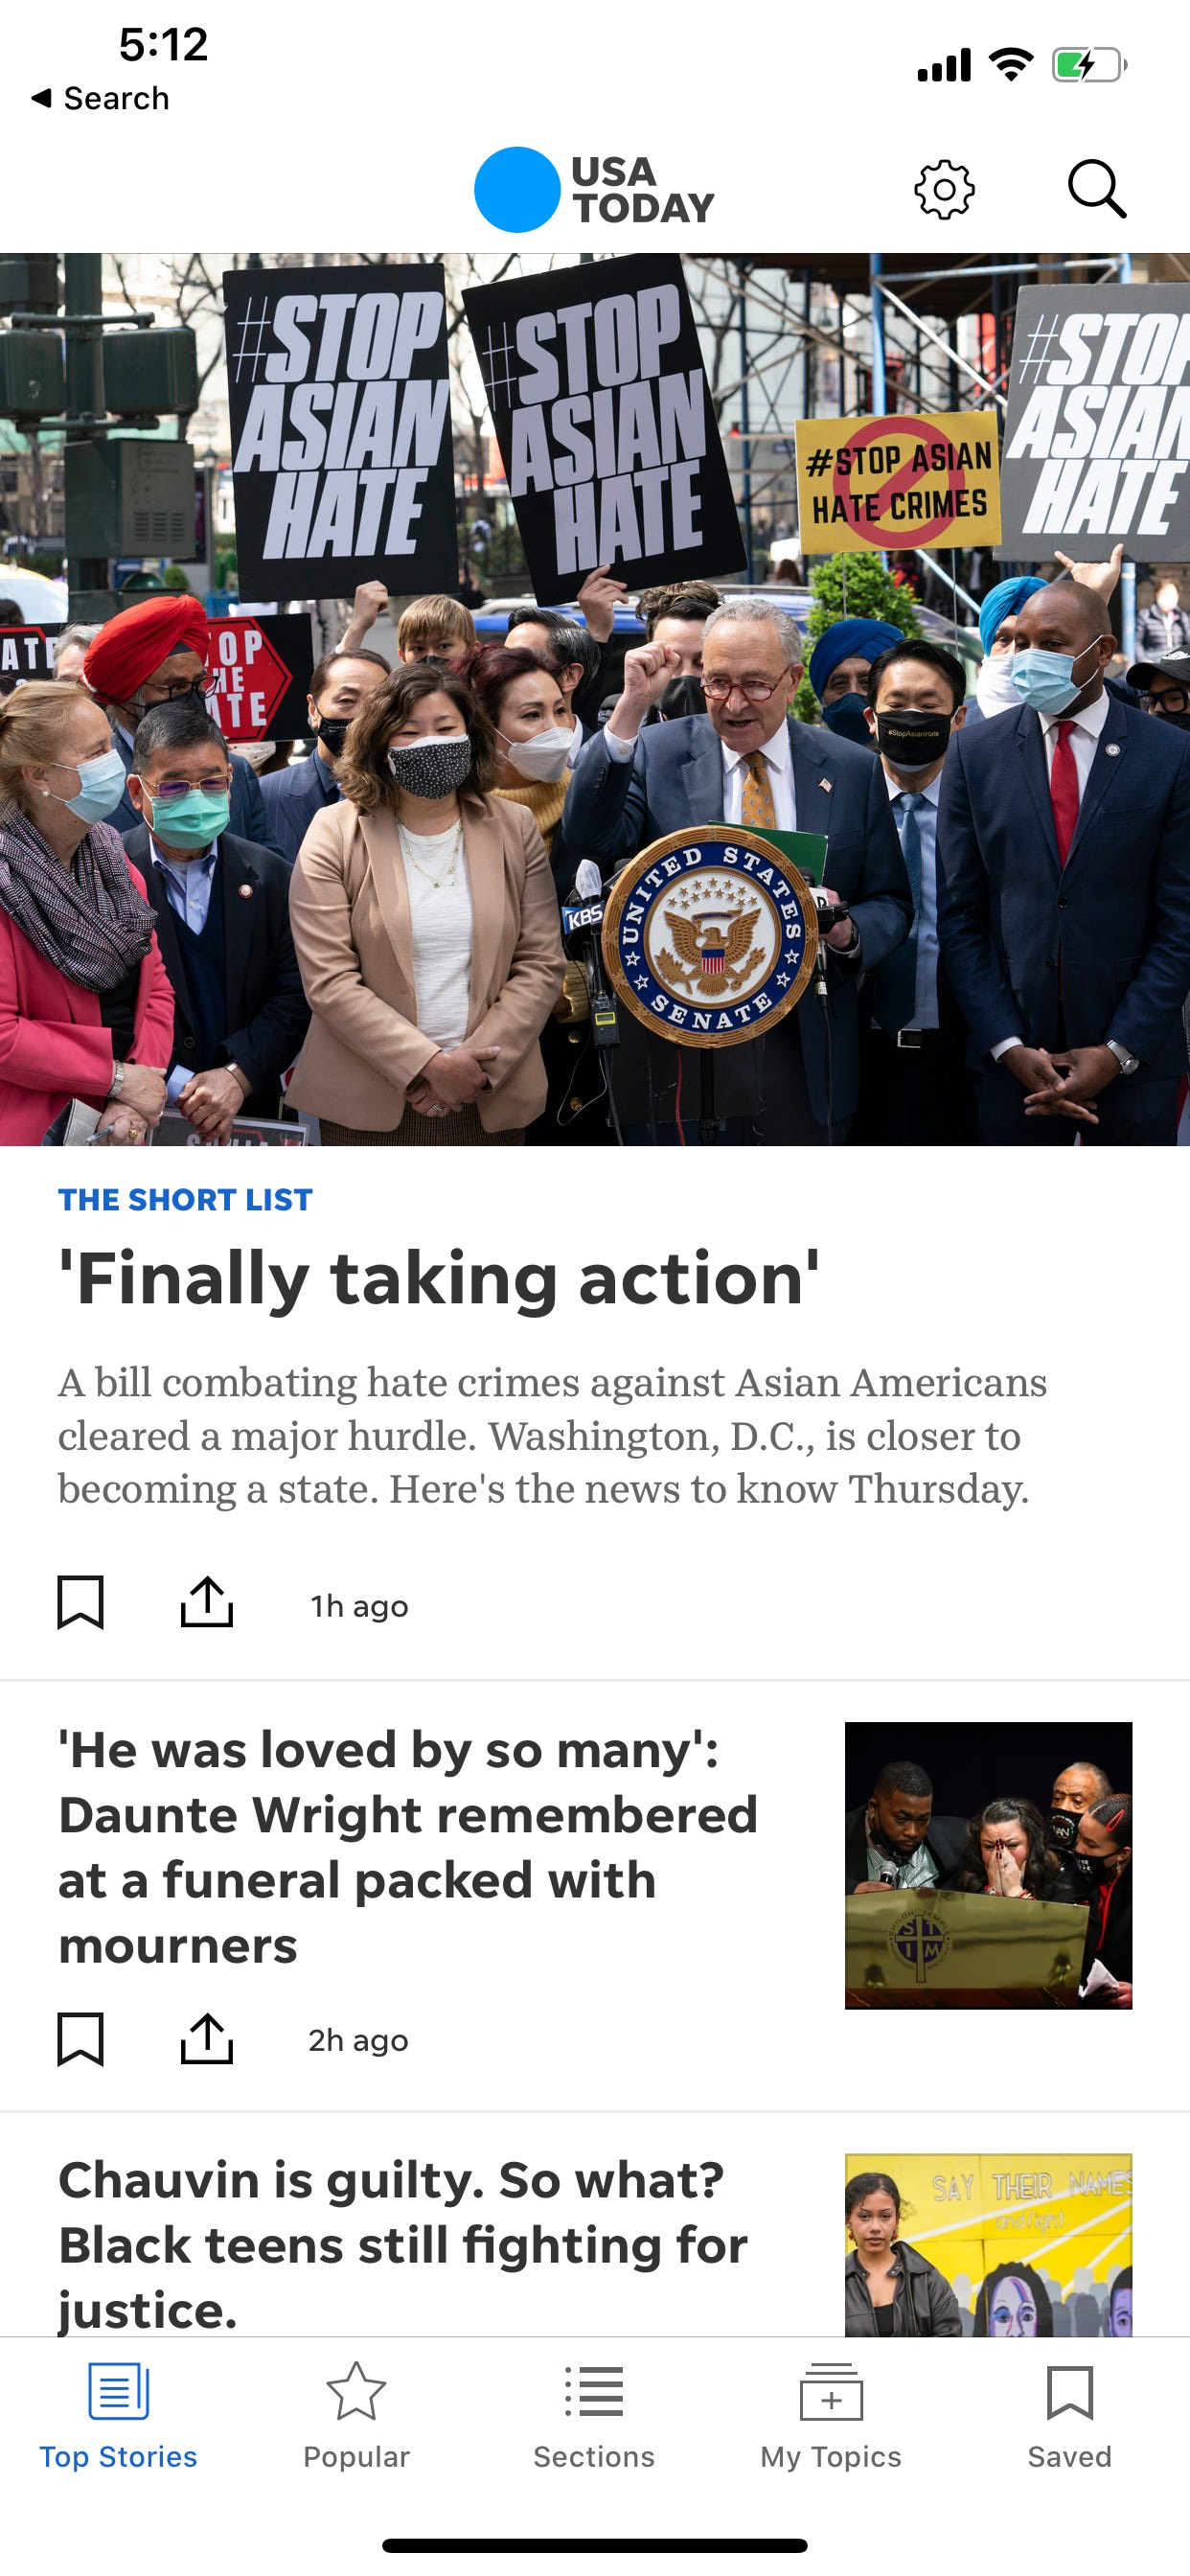 5:12
Search
USA
TODAY
#STOP
ASIAN
HATE
#STOP
ASIAN
HATE
#STOP ASIAN
HATE CRIMES
#STOP
ASIAN
HATE
#StopAsianHate
KBS
UNITED STATES
SENATE
THE SHORT LIST
'Finally taking action'
A bill combating hate crimes against Asian Americans
cleared a major hurdle. Washington, D.C., is closer to
becoming a state. Here's the news to know Thursday.
1h ago
'He was loved by so many':
Daunte Wright remembered
at a funeral packed with
mourners
2h ago
Chauvin is guilty. So what?
Black teens still fighting for
justice.
SAY THEIR NAMES
and fight
Top Stories
Popular
Sections
My Topics
Saved